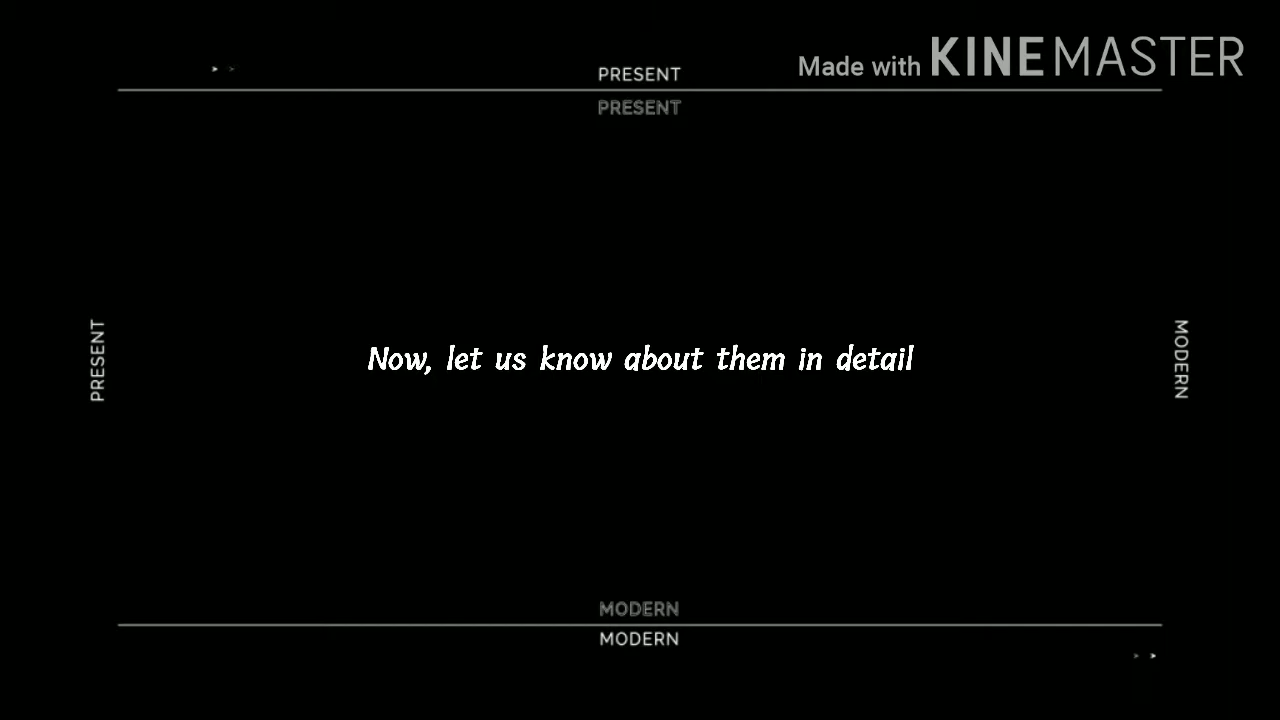 Made with KINEMASTER
PRESENT
PRESENT
PRESENT
Now, let us know about them in detail
MODERN
MODERN
MODERN